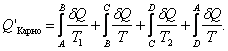 Q'Карно = ∫_A^B δQ/T₁ + ∫_B^C δQ/T + ∫_C^D δQ/T₂ + ∫_D^A δQ/T.